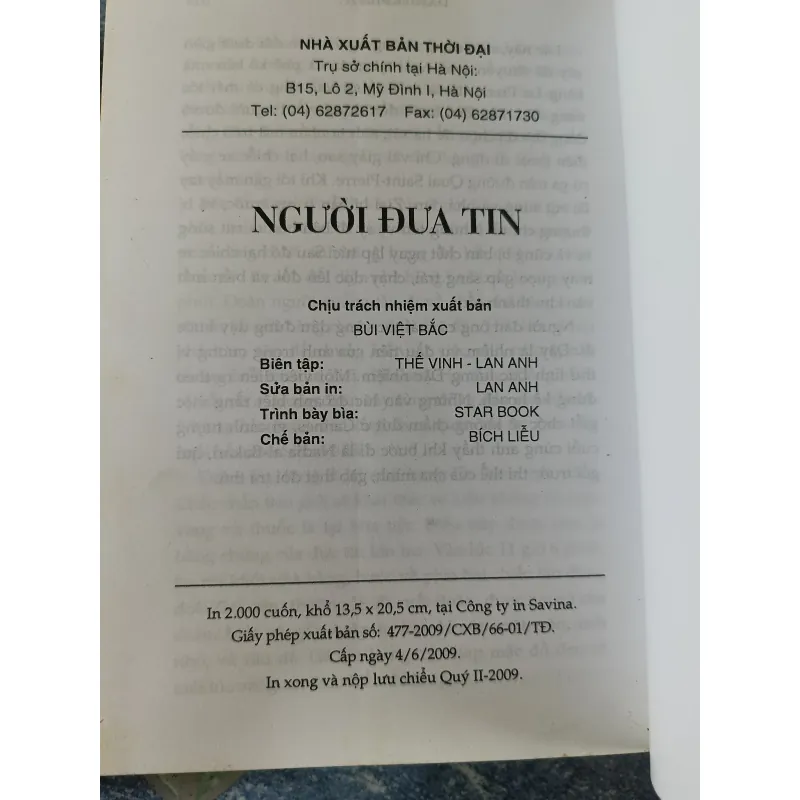 NHÀ XUẤT BẢN THỜI ĐẠI
Trụ sở chính tại Hà Nội:
B15, Lô 2, Mỹ Đình I, Hà Nội
Tel: (04) 62872617 Fax: (04) 62871730
NGƯỜI ĐƯA TIN
Chịu trách nhiệm xuất bản
BÙI VIỆT BẮC
Biên tập: THẾ VINH - LAN ANH
Sửa bản in: LAN ANH
Trình bày bìa: STAR BOOK
Chế bản: BÍCH LIỄU
In 2.000 cuốn, khổ 13,5 x 20,5 cm, tại Công ty in Savina.
Giấy phép xuất bản số: 477-2009/CXB/66-01/TĐ.
Cấp ngày 4/6/2009.
In xong và nộp lưu chiểu Quý II-2009.